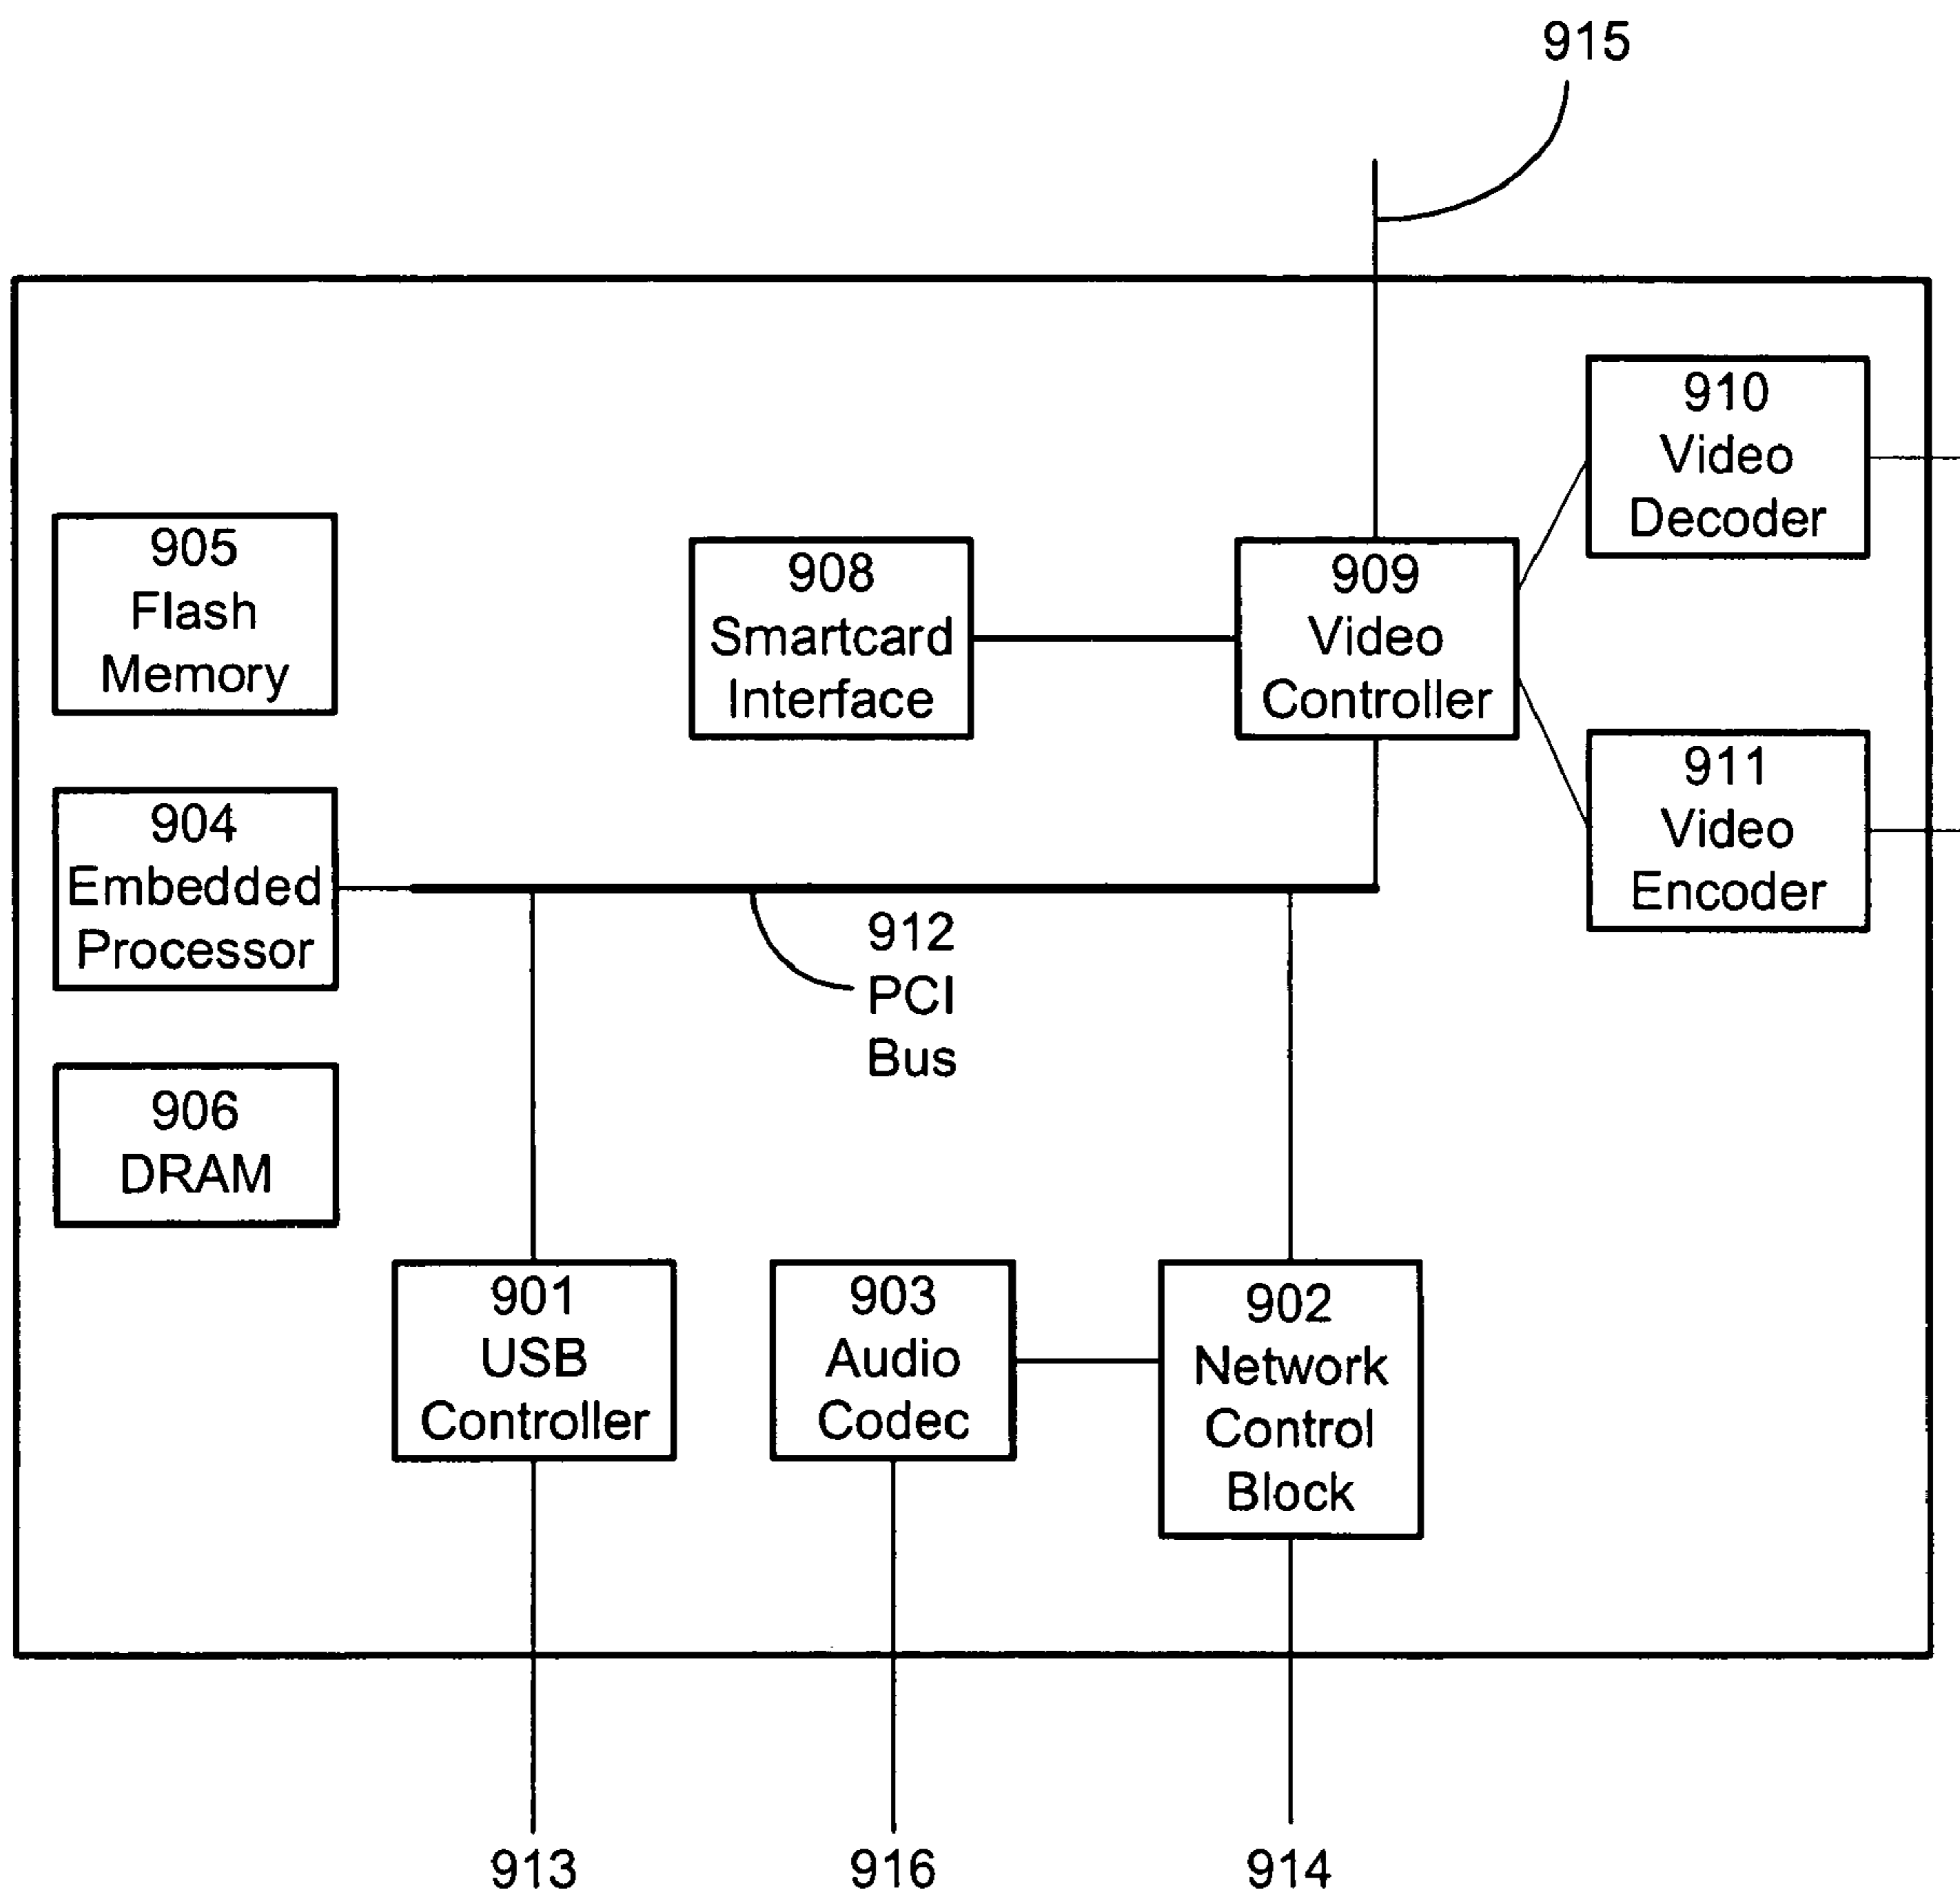 915
910
Video
Decoder
905
Flash
Memory
908
Smartcard
Interface
909
Video
Controller
911
Video
Encoder
904
Embedded
Processor
912
PCI
Bus
906
DRAM
901
USB
Controller
903
Audio
Codec
902
Network
Control
Block
913
916
914